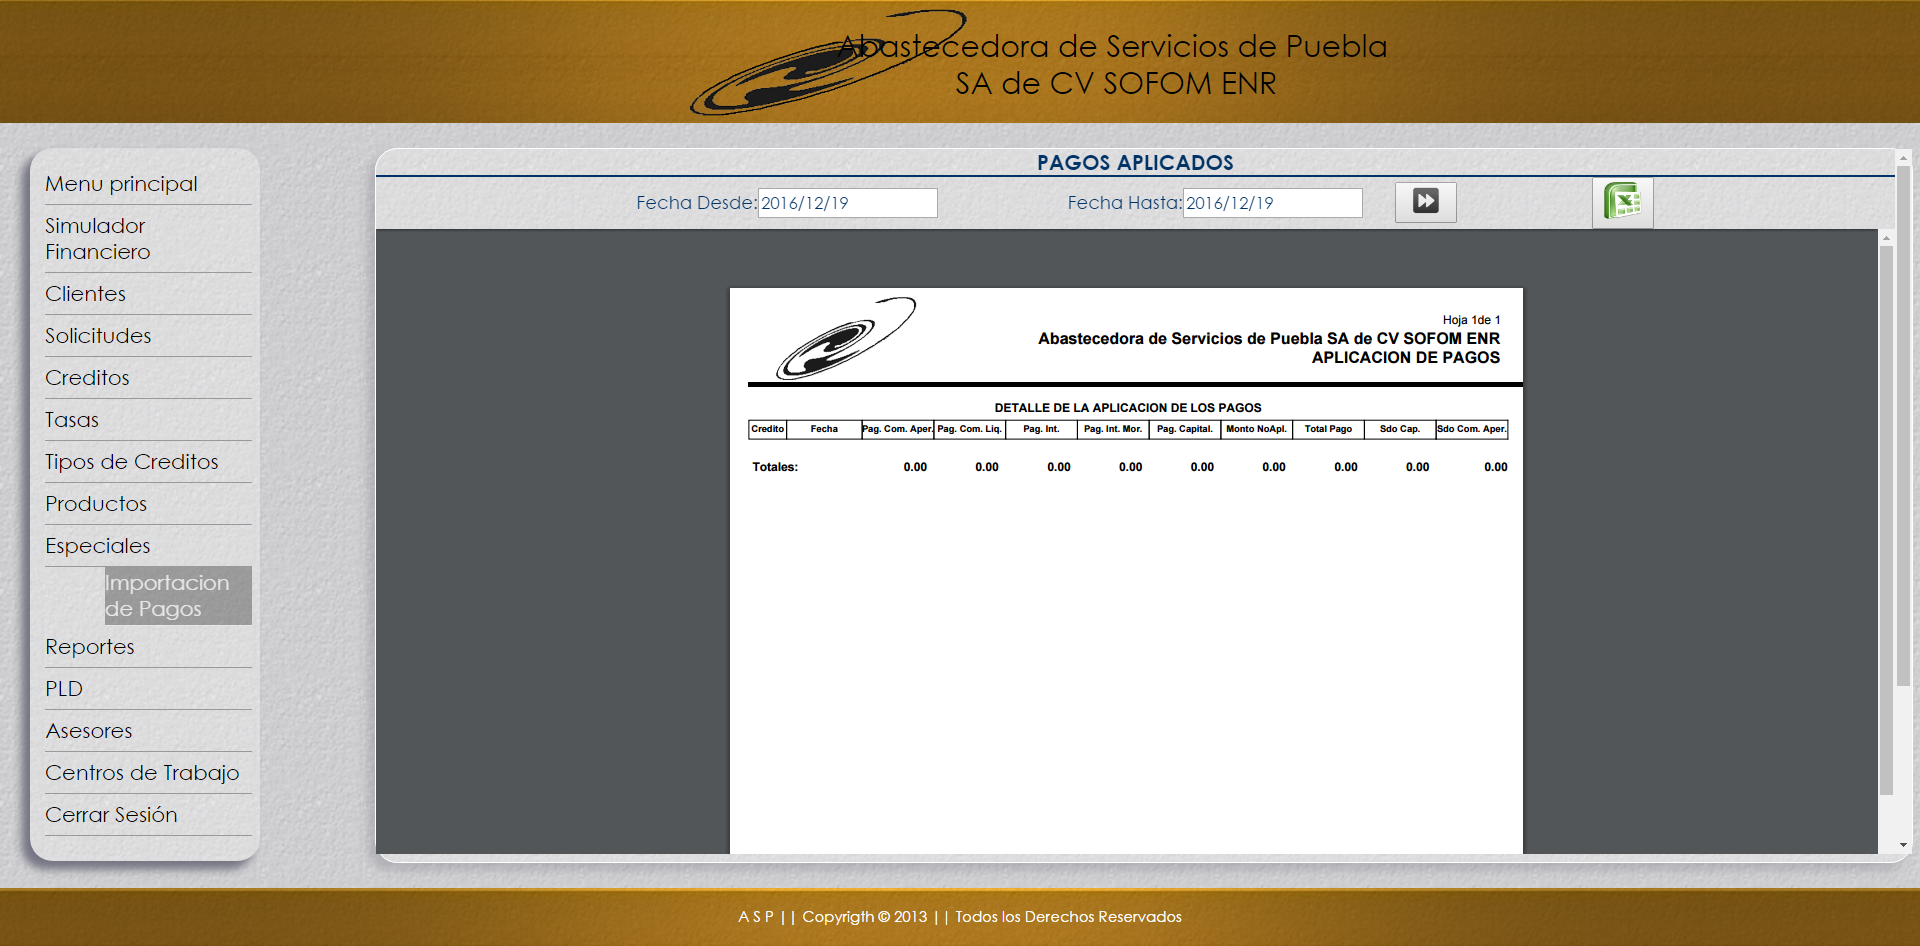 Abastecedora de Servicios de Puebla
SA de CV SOFOM ENR
Menu principal
Simulador
Financiero
Clientes
Solicitudes
Creditos
Tasas
Tipos de Creditos
Productos
Especiales
Importacion
de Pagos
Reportes
PLD
Asesores
Centros de Trabajo
Cerrar Sesión
PAGOS APLICADOS
Fecha Desde: 2016/12/19 Fecha Hasta: 2016/12/19
Hoja 1de 1
Abastecedora de Servicios de Puebla SA de CV SOFOM ENR
APLICACION DE PAGOS
DETALLE DE LA APLICACION DE LOS PAGOS
Credito Fecha Pag. Com. Aper. Pag. Com. Liq. Pag. Int. Pag. Int. Mor. Pag. Capital. Monto NoApl. Total Pago Sdo Cap. Sdo Com. Aper.
Totales: 0.00 0.00 0.00 0.00 0.00 0.00 0.00 0.00 0.00
A S P || Copyrigth © 2013 || Todos los Derechos Reservados